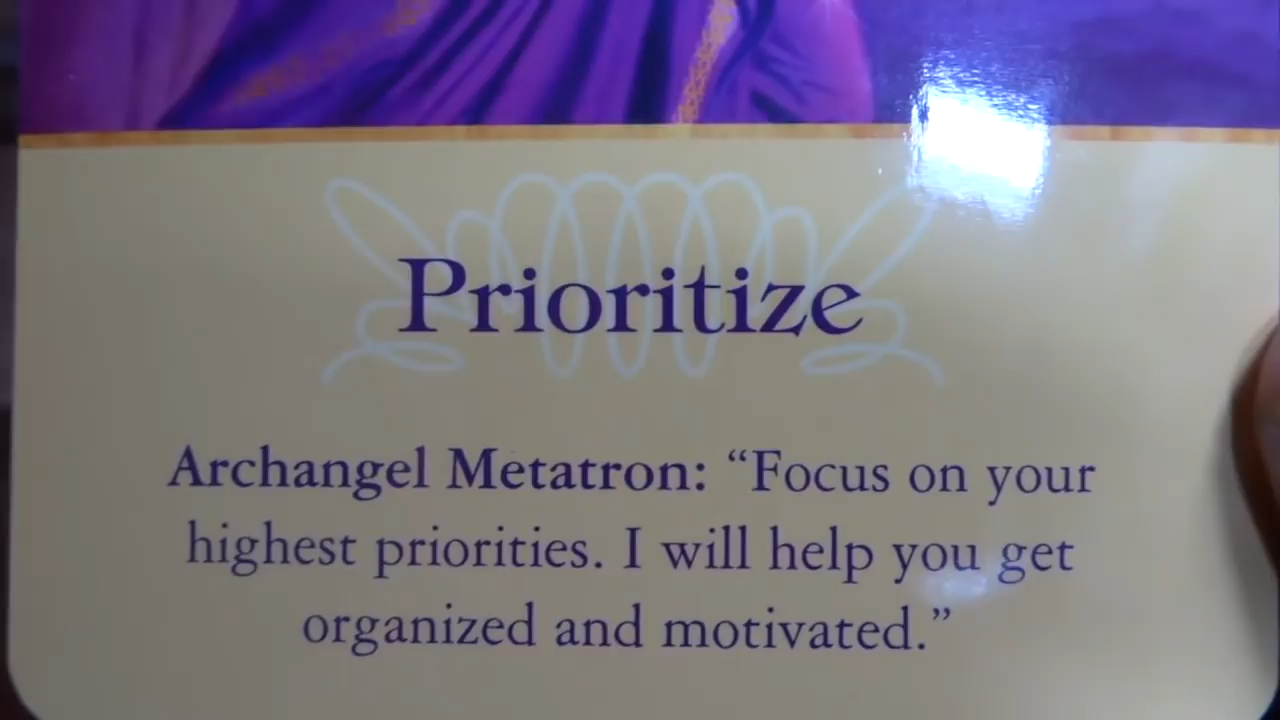 Prioritize
Archangel Metatron: “Focus on your
highest priorities. I will help you get
organized and motivated.”